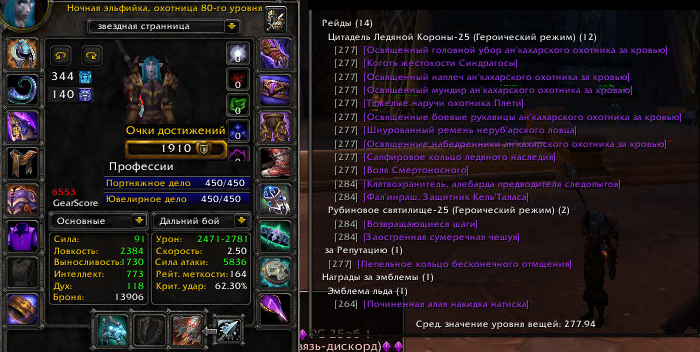 Ночная эльфийка, охотница 80-го уровня
звездная странница
344
140
0
0
0
0
Очки достижений
1910
Профессии
Портняжное дело 450/450
Ювелирное дело 450/450
6553
GearScore
Основные
Дальний бой
Сила: 91
Ловкость: 2384
Выносливость: 1730
Интеллект: 773
Дух: 118
Броня: 13906
Урон: 2471-2781
Скорость: 2.50
Сила атаки: 5836
Рейт. меткости: 164
Крит. удар: 62.30%
Рейды (14)
Цитадель Ледяной Короны-25 (Героический режим) (12)
[277] [Освященный головной убор ан'кахарского охотника за кровью]
[277] [Коготь жестокости Синдрагосы]
[277] [Освященный наплеч ан'кахарского охотника за кровью]
[277] [Освященный мундир ан'кахарского охотника за кровью]
[277] [Тяжелые наручи охотника Плети]
[277] [Освященные боевые рукавицы ан'кахарского охотника за кровью]
[277] [Шнурованный ремень неруб'арского ловца]
[277] [Освященные набедренники ан'кахарского охотника за кровью]
[277] [Сапфировое кольцо ледяного наследия]
[277] [Воля Смертоносного]
[284] [Клятвохранитель, алебарда предводителя следопытов]
[284] [Фал'инраш, Защитник Кель'Таласа]
Рубиновое святилище-25 (Героический режим) (2)
[284] [Возвращающиеся шаги]
[284] [Заостренная сумеречная чешуя]
за Репутацию (1)
[277] [Пепельное кольцо бесконечного отмщения]
Награды за эмблемы (1)
Эмблема льда (1)
[264] [Починенная алая накидка натиска]
Сред. значение уровня вещей: 277.94
язь-дискорд)